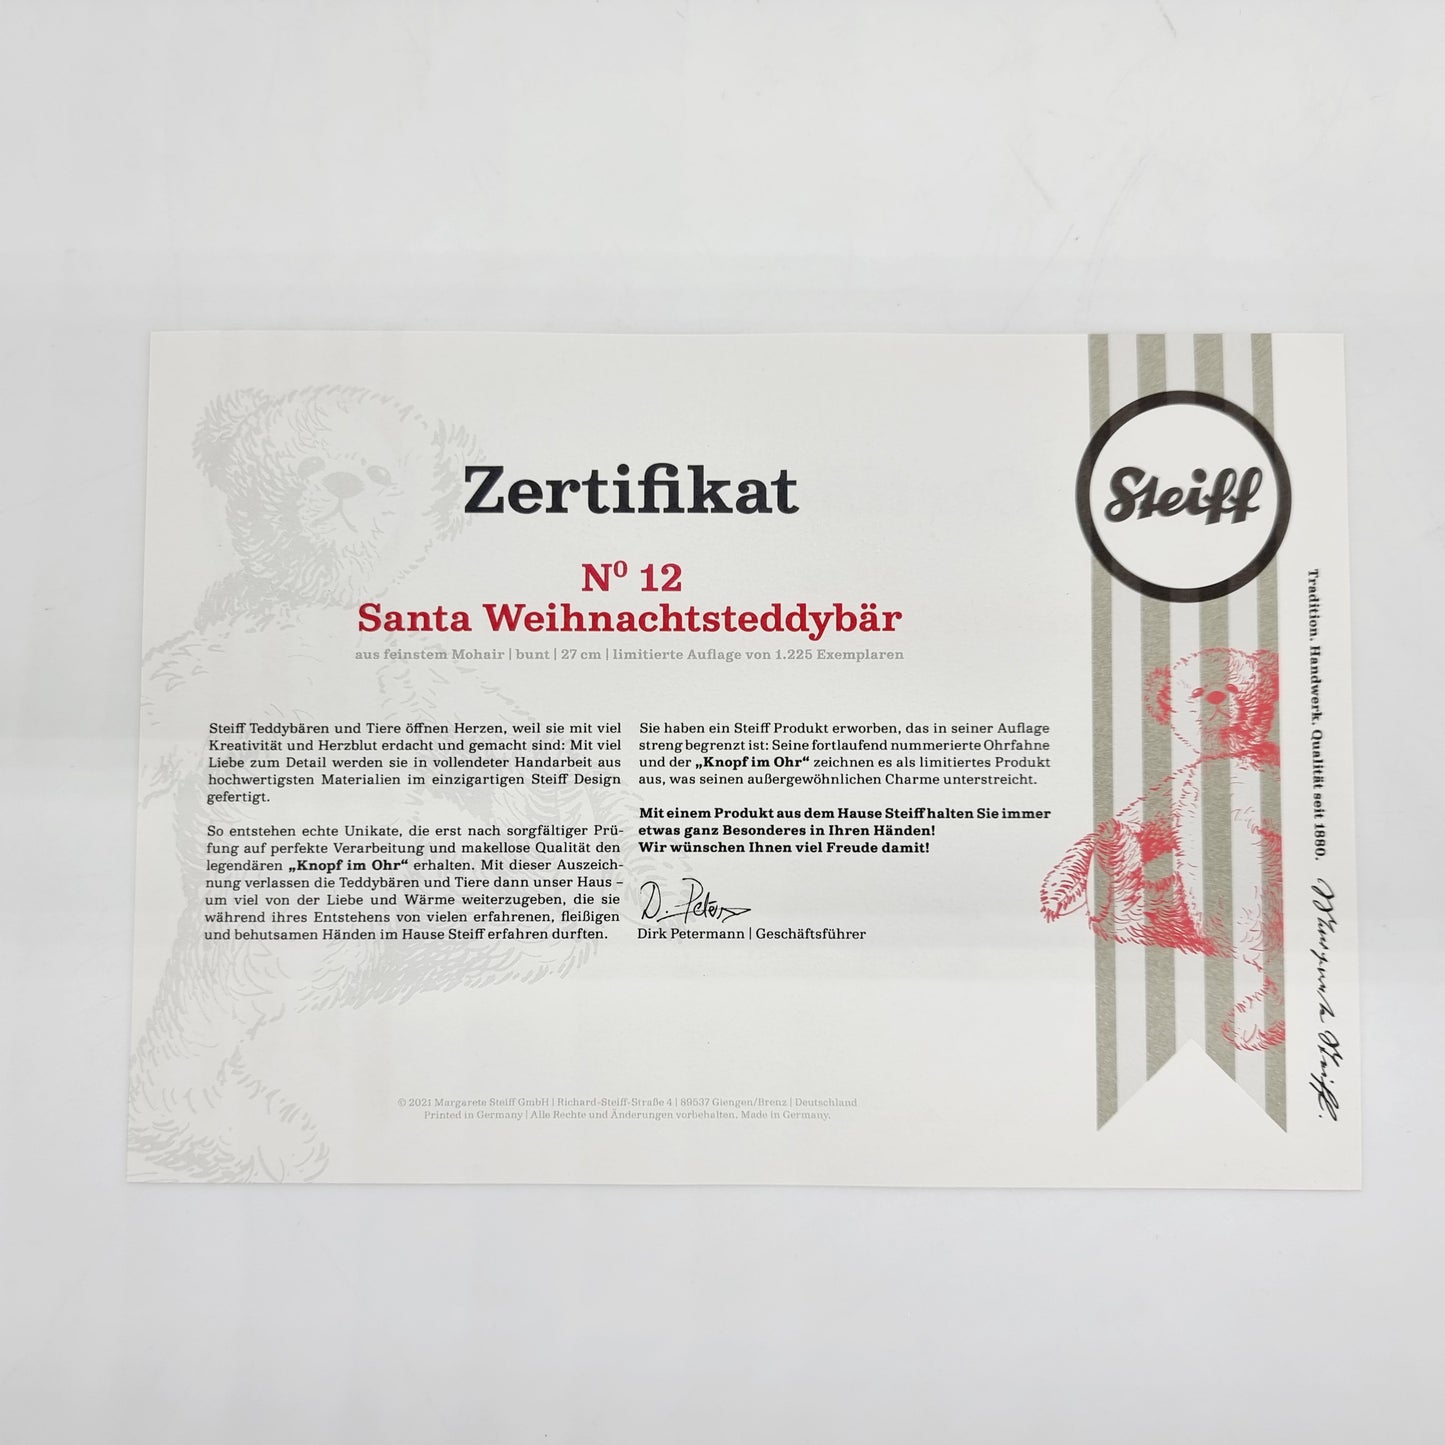 Zertifikat
Nº 12
Santa Weihnachtsteddybär
aus feinstem Mohair | bunt | 27 cm | limitierte Auflage von 1.225 Exemplaren
Steiff Teddybären und Tiere öffnen Herzen, weil sie mit viel
Kreativität und Herzblut erdacht und gemacht sind: Mit viel
Liebe zum Detail werden sie in vollendeter Handarbeit aus
hochwertigsten Materialien im einzigartigen Steiff Design
gefertigt.
So entstehen echte Unikate, die erst nach sorgfältiger Prü-
fung auf perfekte Verarbeitung und makellose Qualität den
legendären „Knopf im Ohr“ erhalten. Mit dieser Auszeich-
nung verlassen die Teddybären und Tiere dann unser Haus –
um viel von der Liebe und Wärme weiterzugeben, die sie
während ihres Entstehens von vielen erfahrenen, fleißigen
und behutsamen Händen im Hause Steiff erfahren durften.
Sie haben ein Steiff Produkt erworben, das in seiner Auflage
streng begrenzt ist: Seine fortlaufend nummerierte Ohrfahne
und der „Knopf im Ohr“ zeichnen es als limitiertes Produkt
aus, was seinen außergewöhnlichen Charme unterstreicht.
Mit einem Produkt aus dem Hause Steiff halten Sie immer
etwas ganz Besonderes in Ihren Händen!
Wir wünschen Ihnen viel Freude damit!
D. Peterm
Dirk Petermann | Geschäftsführer
© 2021 Margarete Steiff GmbH | Richard-Steiff-Straße 4 | 89537 Giengen/Brenz | Deutschland
Printed in Germany | Alle Rechte und Änderungen vorbehalten. Made in Germany.
Steiff
Tradition. Handwerk. Qualität seit 1880. Margarete Steiff.